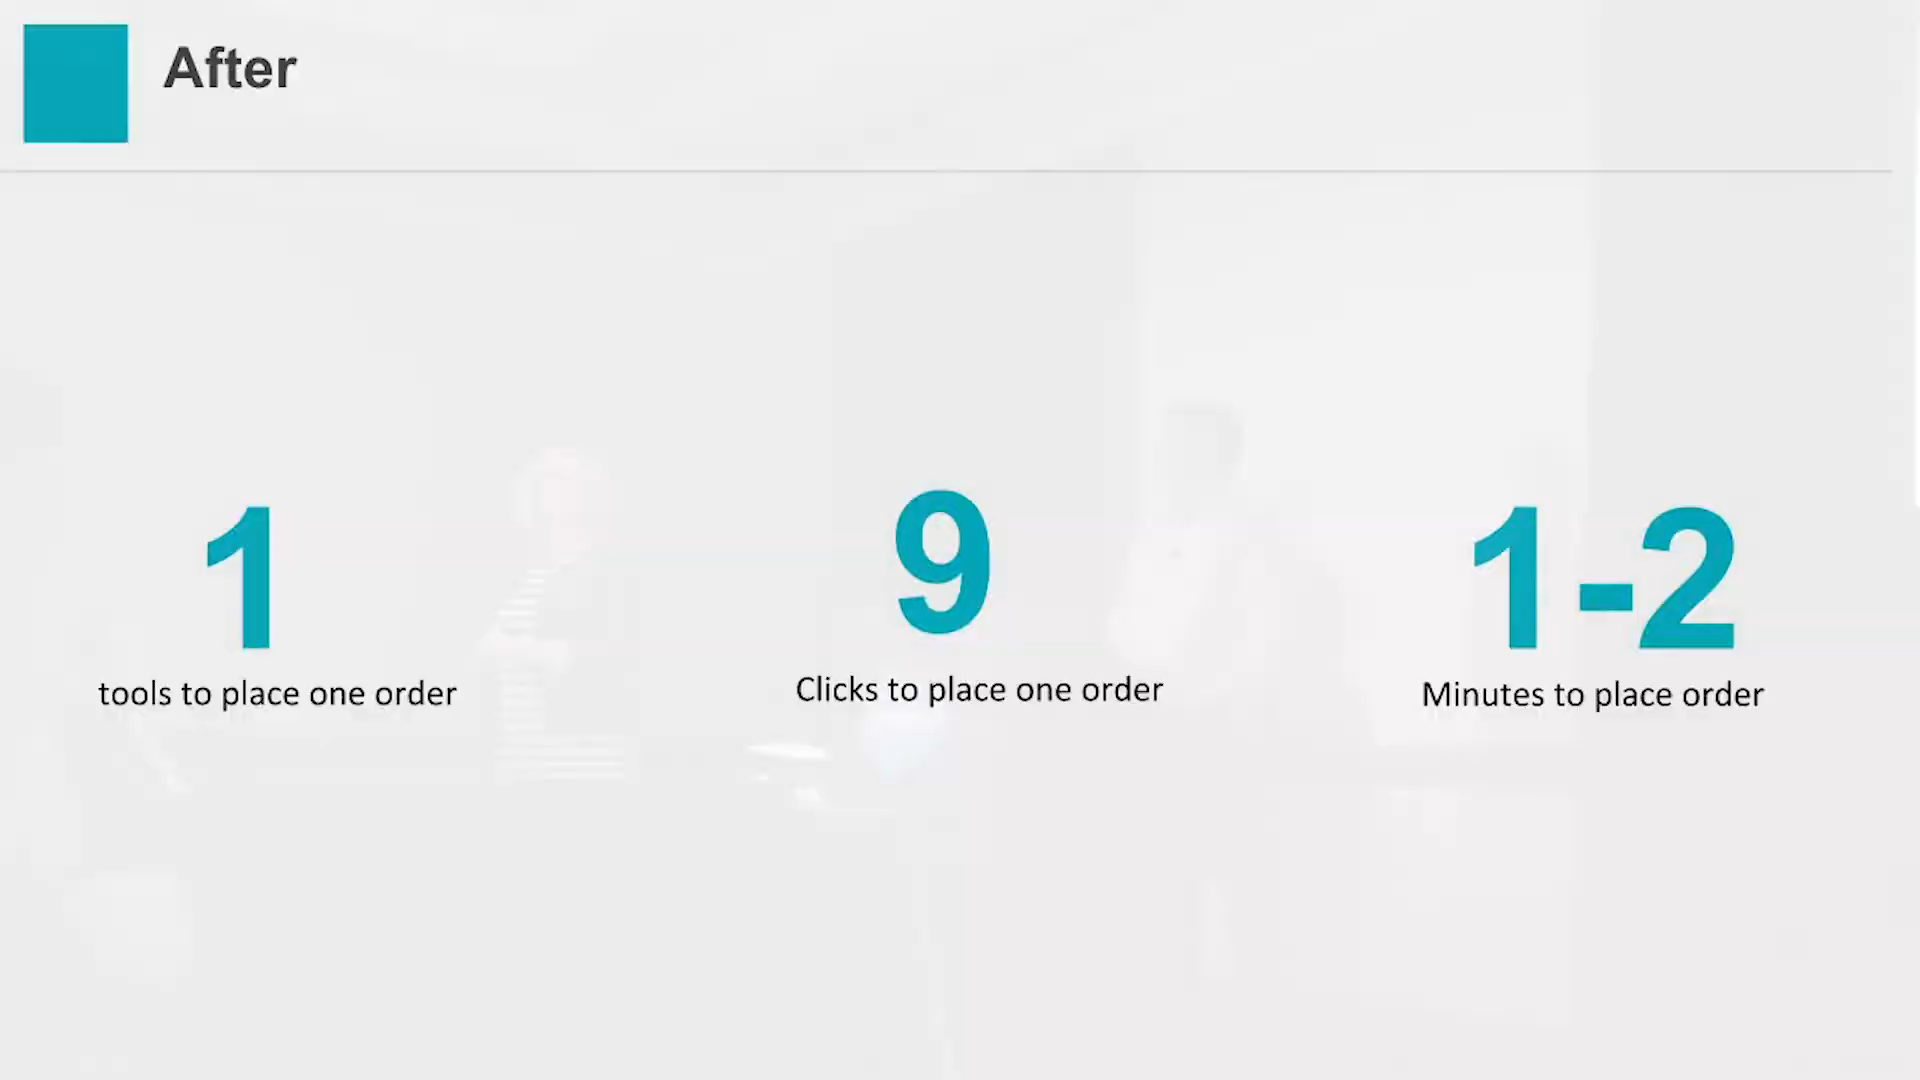 After
1
tools to place one order
9
Clicks to place one order
1-2
Minutes to place order